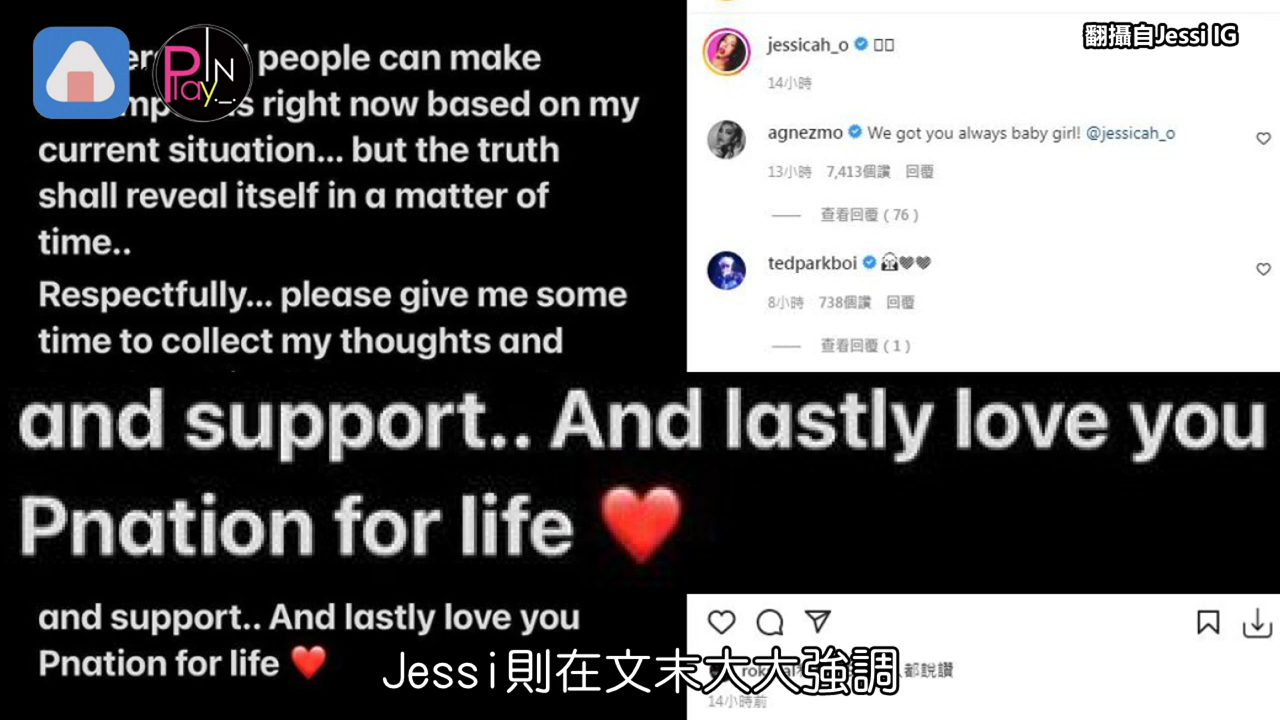 people can make
right now based on my
current situation... but the truth
shall reveal itself in a matter of
time..
Respectfully... please give me some
time to collect my thoughts and
Play IN
翻攝自Jessi IG
jessicah_o
14小時
agnezmo We got you always baby girl! @jessicah_o
13小時 7,413個讚 回覆
查看回覆 ( 76 )
tedparkboi
8小時 738個讚 回覆
查看回覆 ( 1 )
and support.. And lastly love you
Pnation for life ❤️
and support.. And lastly love you
Pnation for life ❤️
都說讚
14小時前
Jessi則在文末大大強調